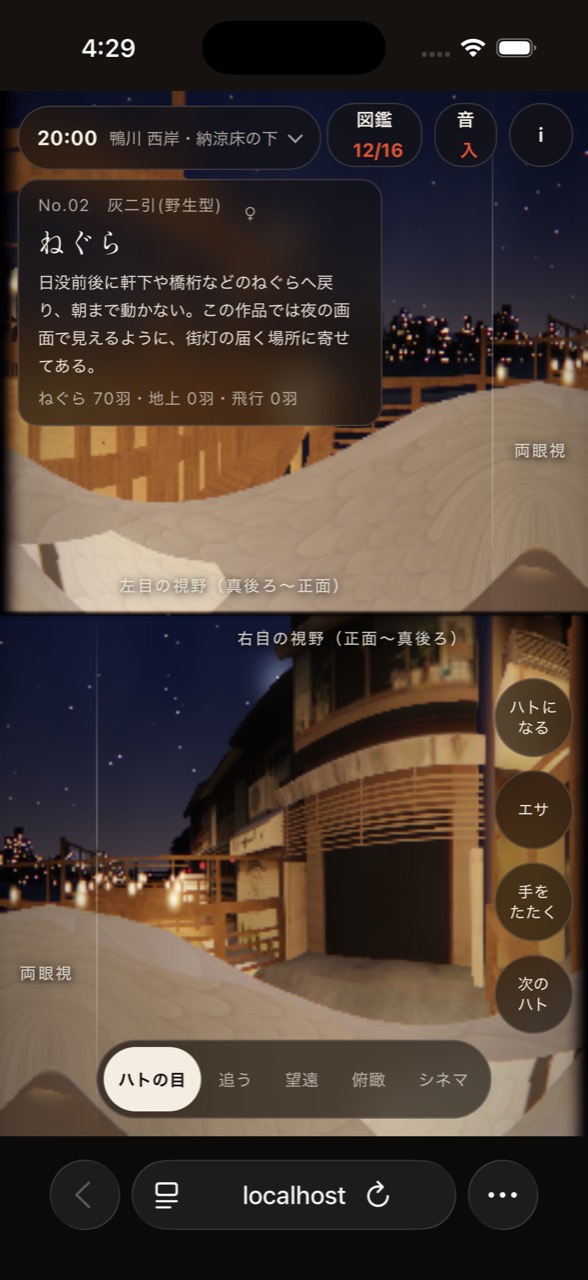 4:29
20:00 鴨川 西岸・納涼床の下
図鑑
12/16
音
入
i
No.02 灰二引(野生型) ♀
ねぐら
日没前後に軒下や橋桁などのねぐらへ戻
り、朝まで動かない。この作品では夜の画
面で見えるように、街灯の届く場所に寄せ
てある。
ねぐら 70羽・地上 0羽・飛行 0羽
両眼視
左目の視野（真後ろ〜正面）
右目の視野（正面〜真後ろ）
ハトに
なる
エサ
手を
たたく
両眼視
次の
ハト
ハトの目 追う 望遠 俯瞰 シネマ
localhost